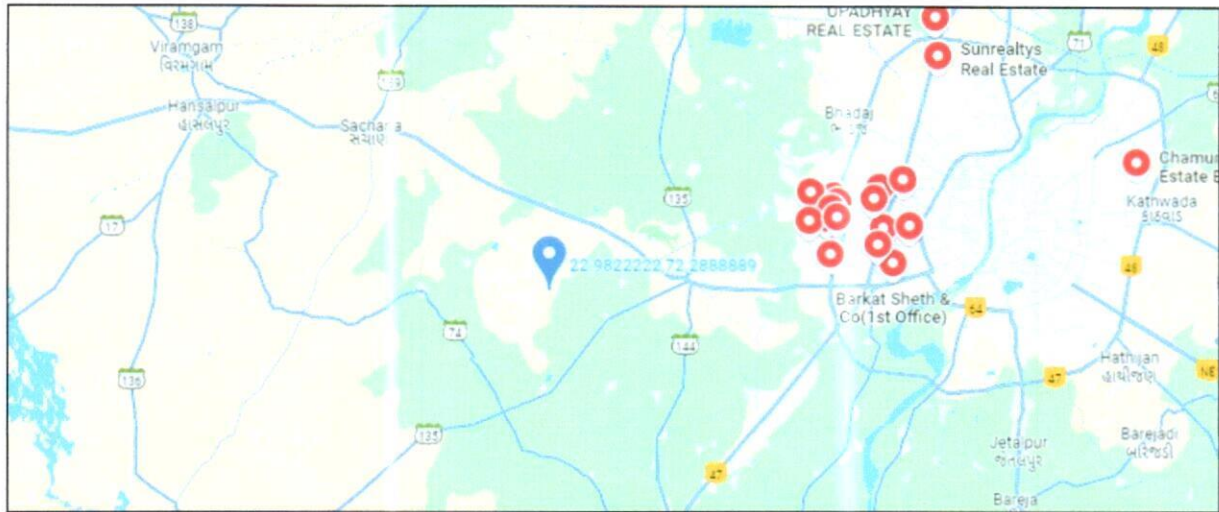 138
Viramgam
વિરમગામ
UPADHYAY
REAL ESTATE
Sunrealtys
Real Estate
71
48
Hansalpur
હાંસલપુર
Sachana
સચાણા
Bhadaj
ભાડજ
135
17
Chamun
Estate B
Kathwada
કઠવાડા
22.9822222,72.2888889
48
Barkat Sheth &
Co(1st Office)
64
74
144
136
Hathijan
હાથીજણ
47
NE
135
47
Jetalpur
જેતલપુર
Barejadi
બારેજડી
Bareja